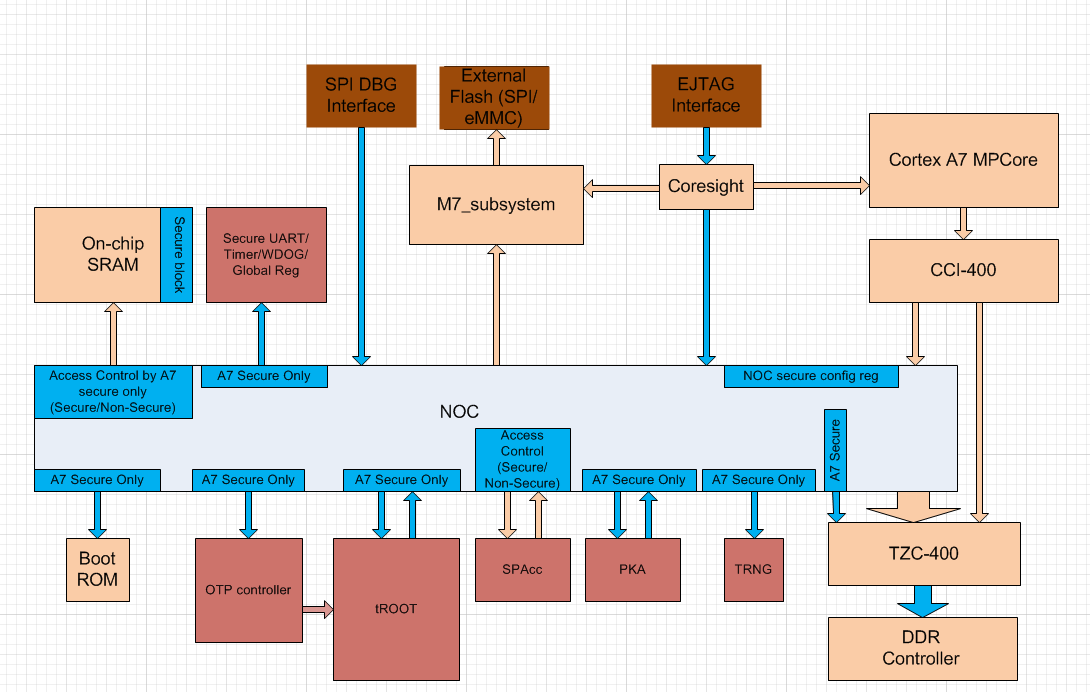 SPI DBG
Interface
External
Flash (SPI/
eMMC)
EJTAG
Interface
Cortex A7 MPCore
M7_subsystem
Coresight
On-chip
SRAM
Secure block
Secure UART/
Timer/WDOG/
Global Reg
CCI-400
Access Control by A7
secure only
(Secure/Non-Secure)
A7 Secure Only
NOC secure config reg
NOC
A7 Secure Only
A7 Secure Only
A7 Secure Only
Access
Control
(Secure/
Non-Secure)
A7 Secure Only
A7 Secure Only
A7 Secure
Boot
ROM
OTP controller
tROOT
SPAcc
PKA
TRNG
TZC-400
DDR
Controller